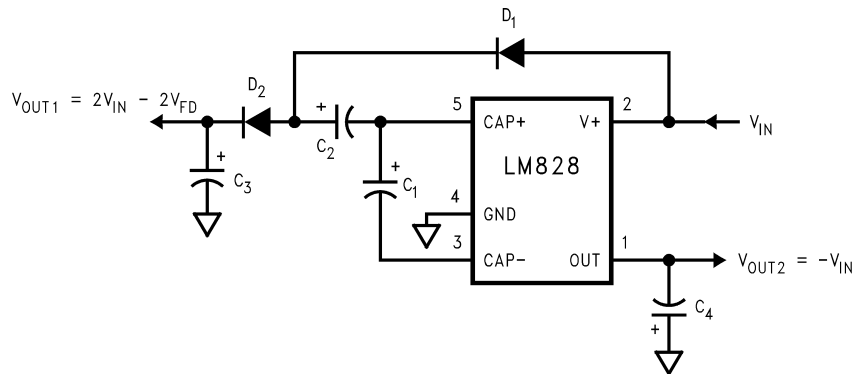 D1
D2
VOUT1 = 2VIN - 2VFD
+
C2
5
CAP+
V+
2
VIN
+
C3
+
C1
LM828
4
GND
3
CAP-
OUT
1
VOUT2 = -VIN
C4
+